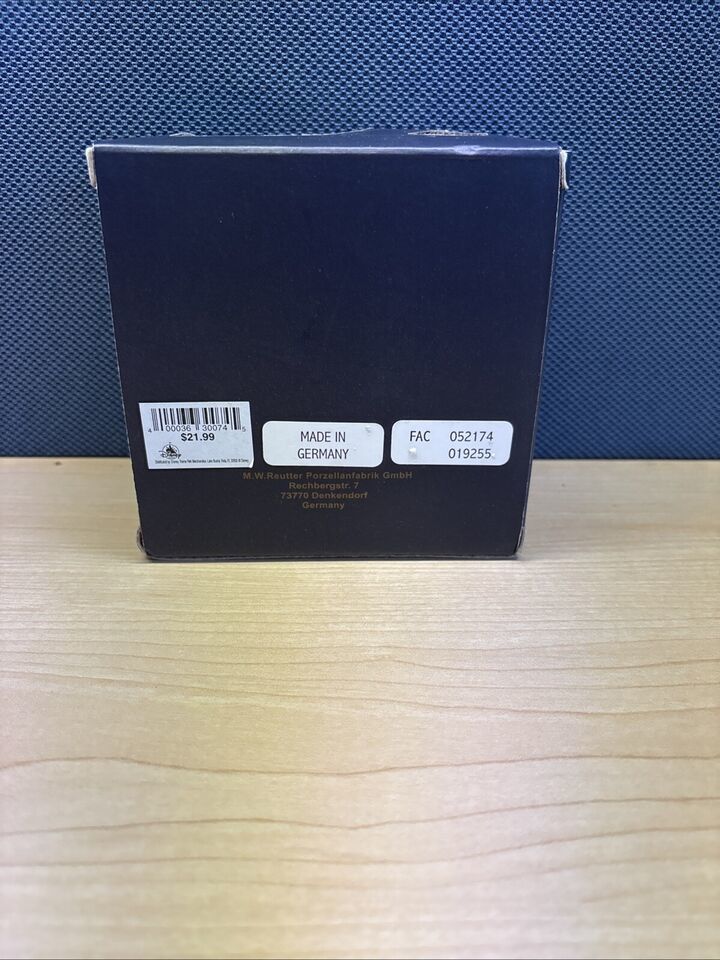 4 00036 30074 5
$21.99
MADE IN
GERMANY
FAC 052174
019255
M.W.Reutter Porzellanfabrik GmbH
Rechbergstr. 7
73770 Denkendorf
Germany